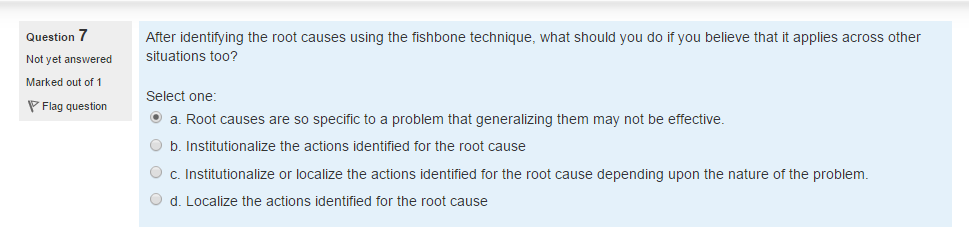 Question 7
Not yet answered
Marked out of 1
Flag question
After identifying the root causes using the fishbone technique, what should you do if you believe that it applies across other
situations too?
Select one:
a. Root causes are so specific to a problem that generalizing them may not be effective.
b. Institutionalize the actions identified for the root cause
c. Institutionalize or localize the actions identified for the root cause depending upon the nature of the problem.
d. Localize the actions identified for the root cause